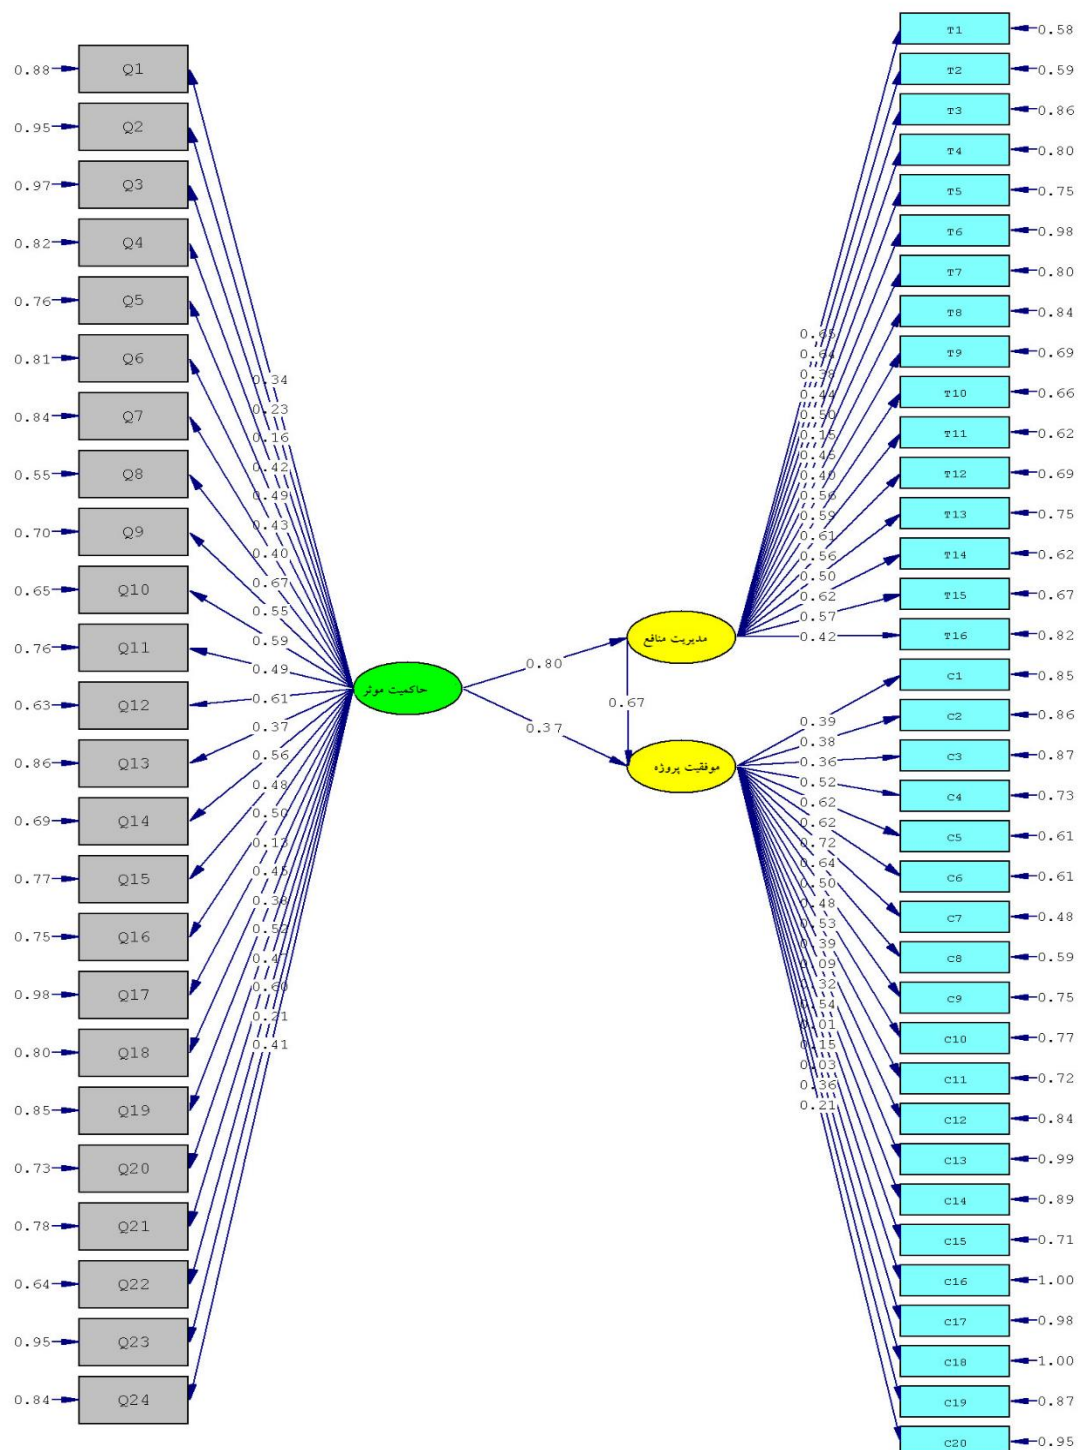 0.88 Q1
0.95 Q2
0.97 Q3
0.82 Q4
0.76 Q5
0.81 Q6
0.84 Q7
0.55 Q8
0.70 Q9
0.65 Q10
0.76 Q11
0.63 Q12
0.86 Q13
0.69 Q14
0.77 Q15
0.75 Q16
0.98 Q17
0.80 Q18
0.85 Q19
0.73 Q20
0.78 Q21
0.64 Q22
0.95 Q23
0.84 Q24
0.34
0.23
0.16
0.42
0.49
0.43
0.40
0.67
0.55
0.59
0.49
0.61
0.37
0.56
0.48
0.50
0.13
0.45
0.38
0.52
0.47
0.60
0.21
0.41
حاکمیت موثر
0.80
0.37
0.67
مدیریت منافع
موفقیت پروژه
0.65
0.64
0.38
0.44
0.50
0.15
0.45
0.40
0.56
0.59
0.61
0.56
0.50
0.62
0.57
0.42
0.39
0.38
0.36
0.52
0.62
0.62
0.72
0.64
0.50
0.48
0.53
0.39
0.09
0.32
0.54
0.01
0.15
0.03
0.36
0.21
T1 0.58
T2 0.59
T3 0.86
T4 0.80
T5 0.75
T6 0.98
T7 0.80
T8 0.84
T9 0.69
T10 0.66
T11 0.62
T12 0.69
T13 0.75
T14 0.62
T15 0.67
T16 0.82
C1 0.85
C2 0.86
C3 0.87
C4 0.73
C5 0.61
C6 0.61
C7 0.48
C8 0.59
C9 0.75
C10 0.77
C11 0.72
C12 0.84
C13 0.99
C14 0.89
C15 0.71
C16 1.00
C17 0.98
C18 1.00
C19 0.87
C20 0.95